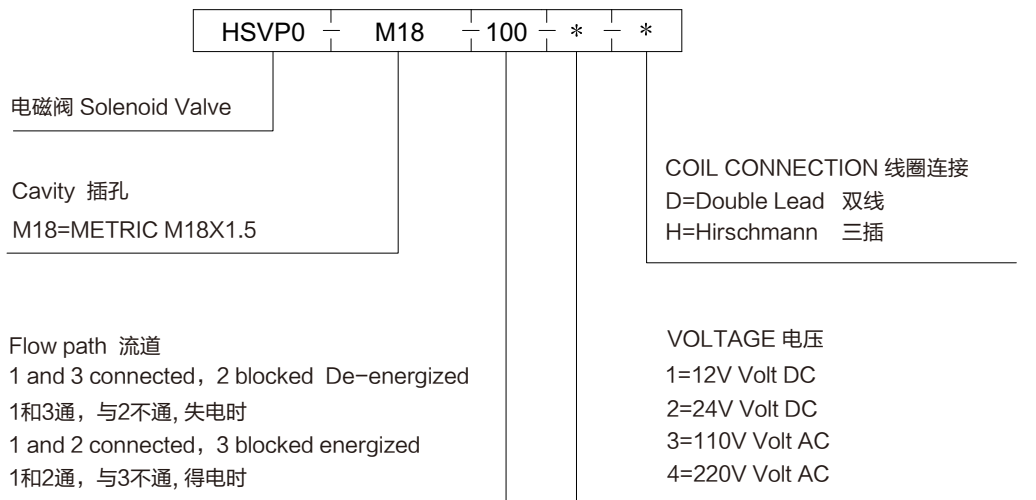 HSVP0 - M18 - 100 - * - *
电磁阀 Solenoid Valve
Cavity 插孔
M18=METRIC M18X1.5
Flow path 流道
1 and 3 connected，2 blocked De-energized
1和3通，与2不通, 失电时
1 and 2 connected，3 blocked energized
1和2通，与3不通, 得电时
COIL CONNECTION 线圈连接
D=Double Lead 双线
H=Hirschmann 三插
VOLTAGE 电压
1=12V Volt DC
2=24V Volt DC
3=110V Volt AC
4=220V Volt AC